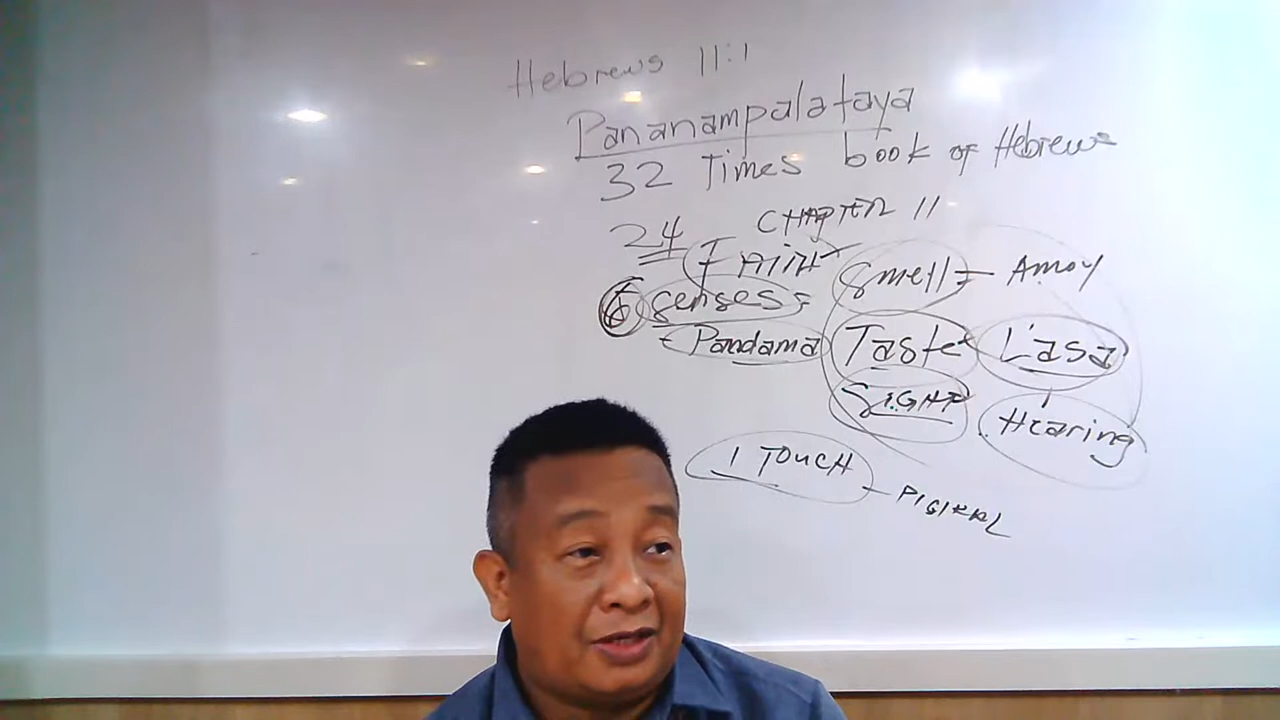 Hebrews 11:1
Pananampalataya
32 Times book of Hebrews
24 CHAPTER 11
FAITH
6 senses = Smell = Amoy
Pandama Taste Lasa
SIGHT Hearing
1 TOUCH